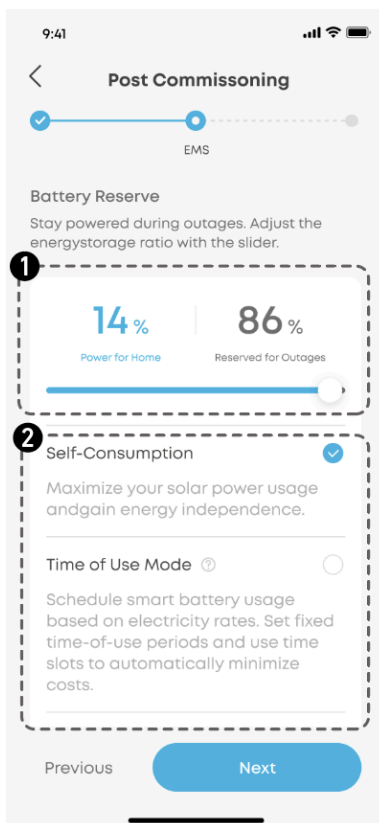 9:41
Post Commissoning
EMS
Battery Reserve
Stay powered during outages. Adjust the
energystorage ratio with the slider.
1
14 %
86 %
Power for Home
Reserved for Outages
2
Self-Consumption
Maximize your solar power usage
andgain energy independence.
Time of Use Mode ?
Schedule smart battery usage
based on electricity rates. Set fixed
time-of-use periods and use time
slots to automatically minimize
costs.
Previous
Next